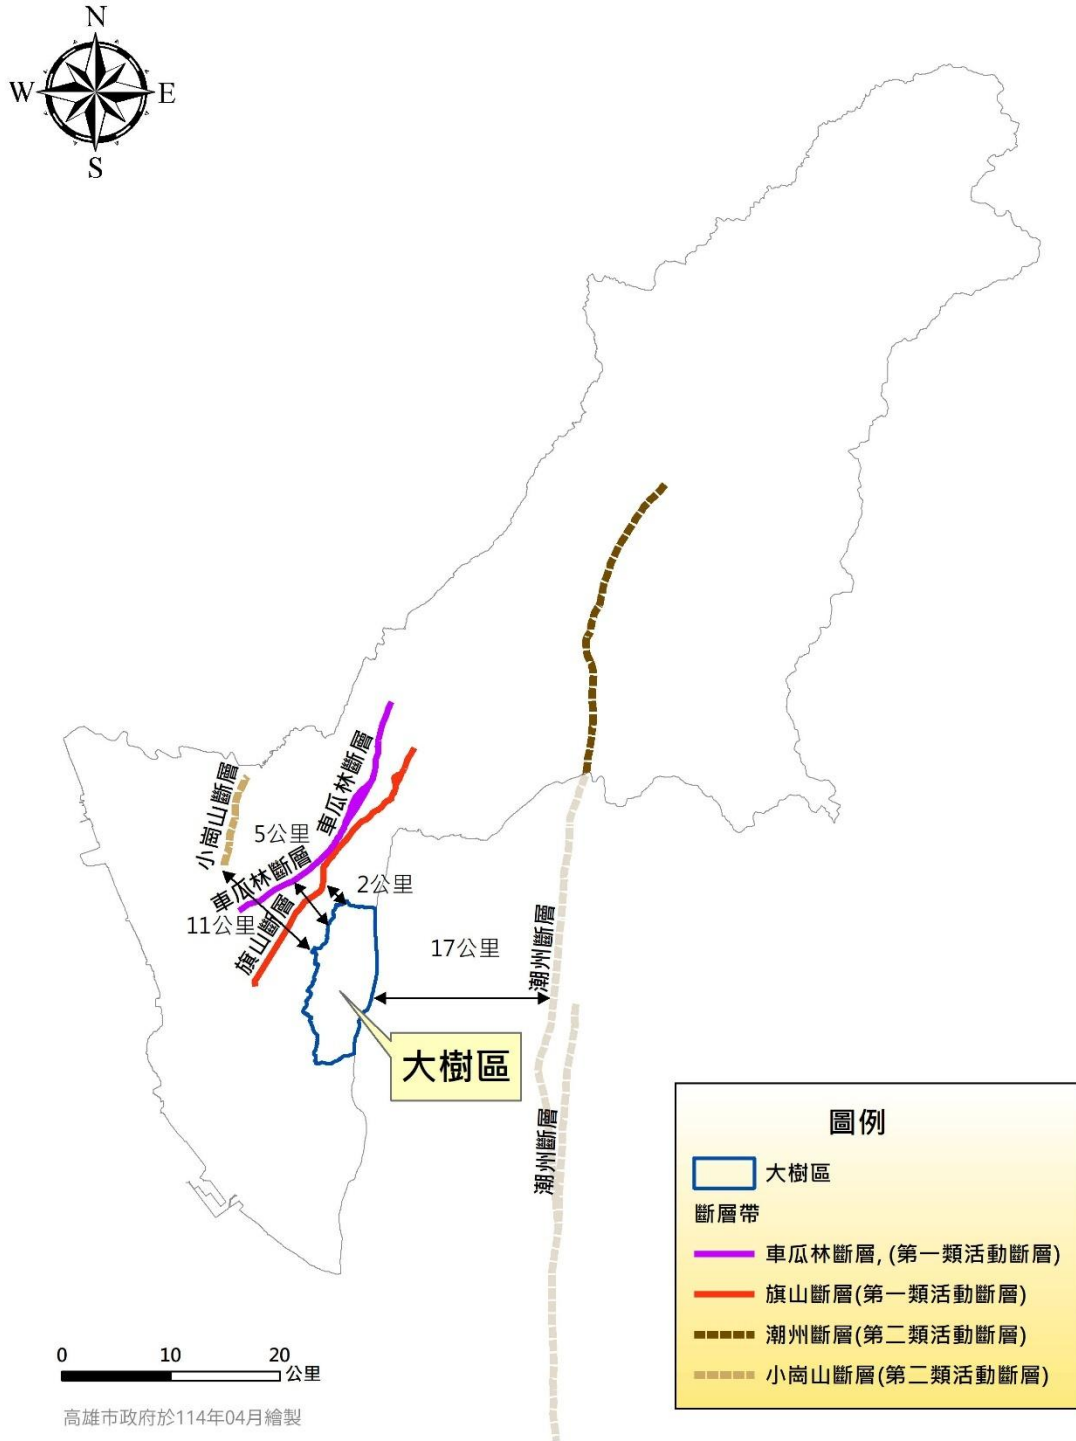 N
W
E
S
小崗山斷層
5公里
車瓜林斷層
車瓜林斷層
2公里
11公里
旗山斷層
17公里
潮州斷層
大樹區
潮州斷層
圖例
大樹區
斷層帶
車瓜林斷層, (第一類活動斷層)
旗山斷層(第一類活動斷層)
潮州斷層(第二類活動斷層)
小崗山斷層(第二類活動斷層)
0 10 20
公里
高雄市政府於114年04月繪製